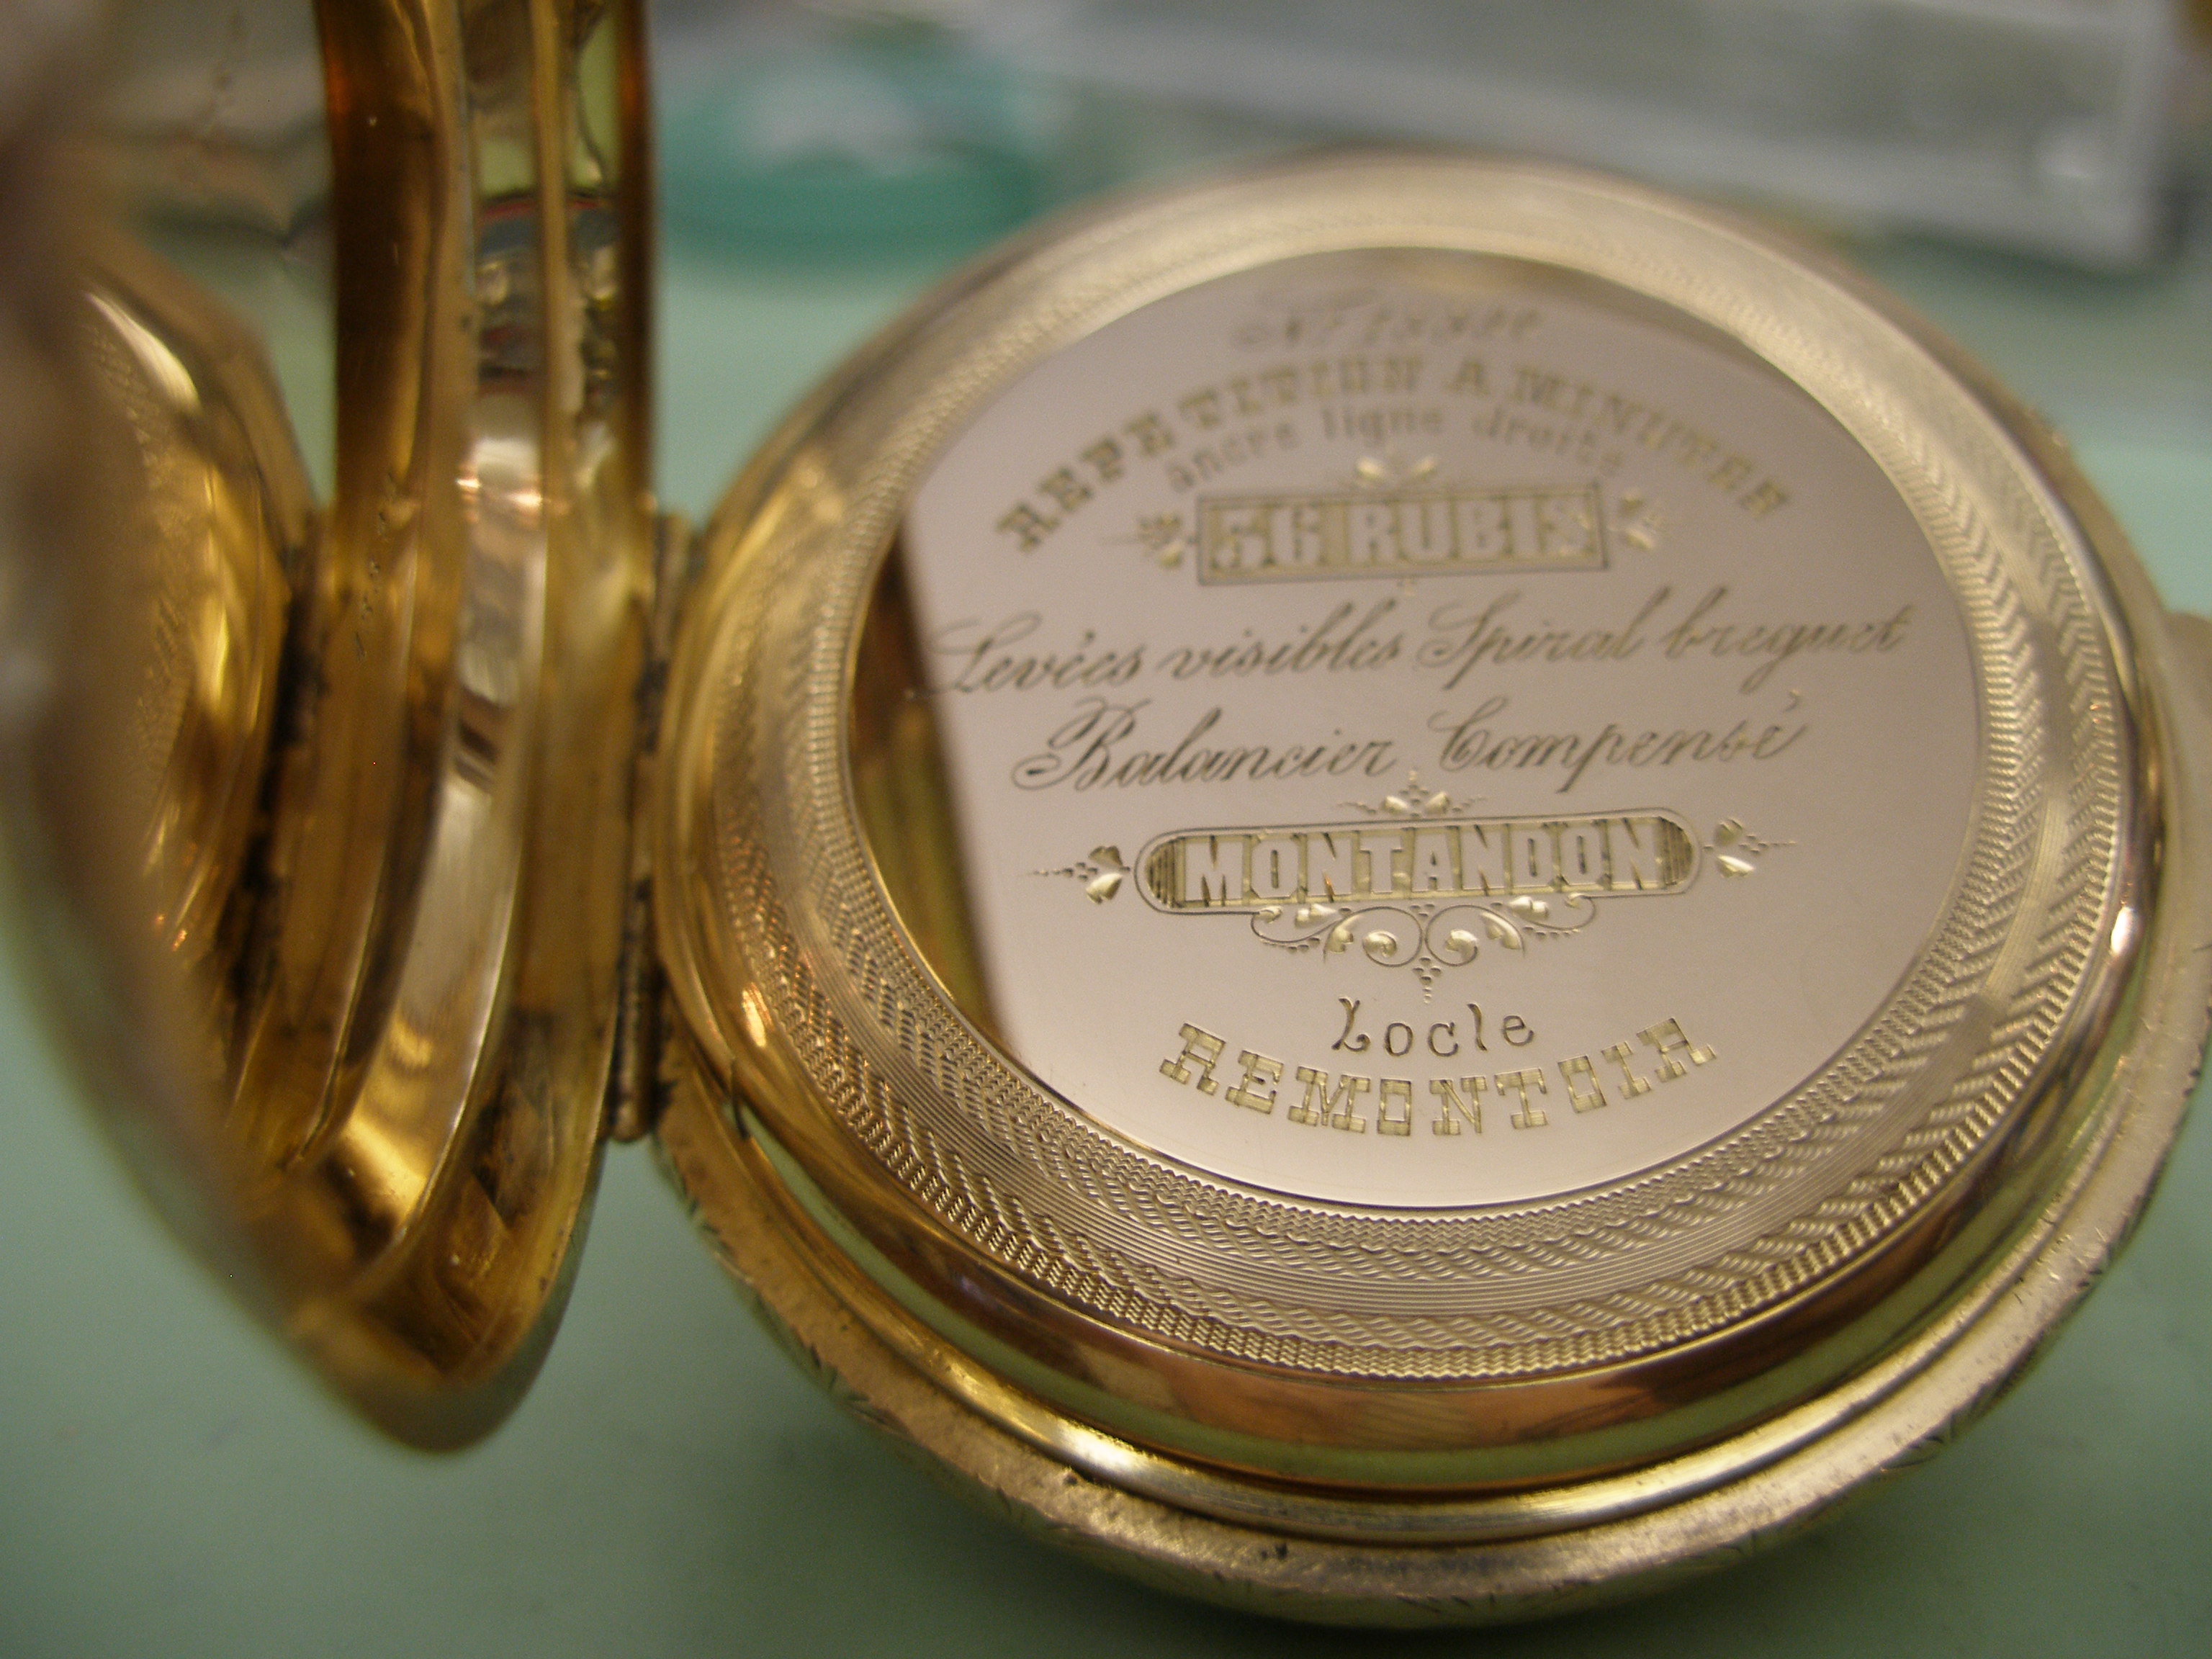 REPETITION A MINUTES
ancre ligne droite
56 RUBIS
Levées visibles Spiral breguet
Balancier Compensé
MONTANDON
Locle
REMONTOIR